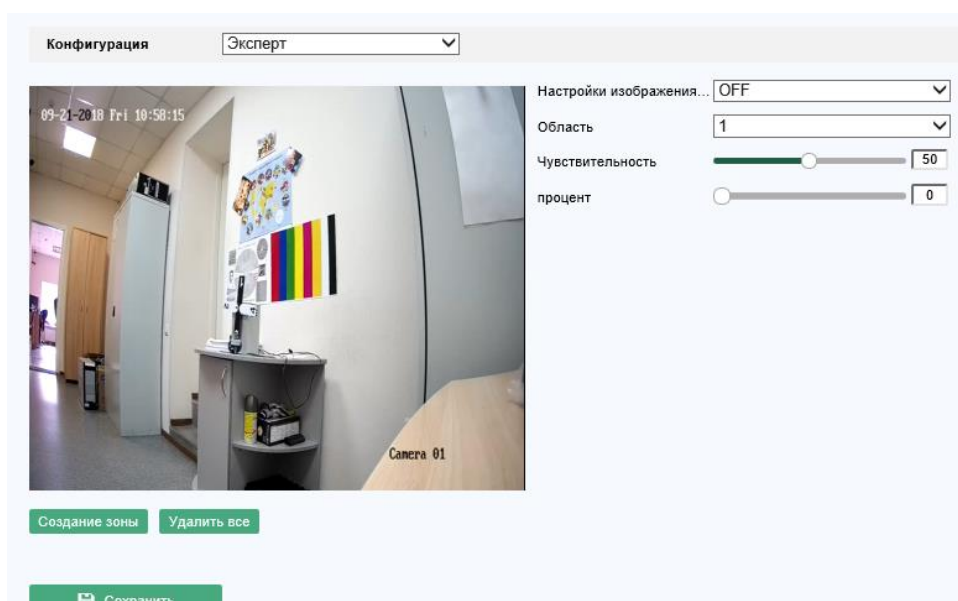 Конфигурация Эксперт
Настройки изображения... OFF
09-21-2018 Fri 10:58:15
Область 1
Чувствительность 50
процент 0
Camera 01
Создание зоны Удалить все
Сохранить